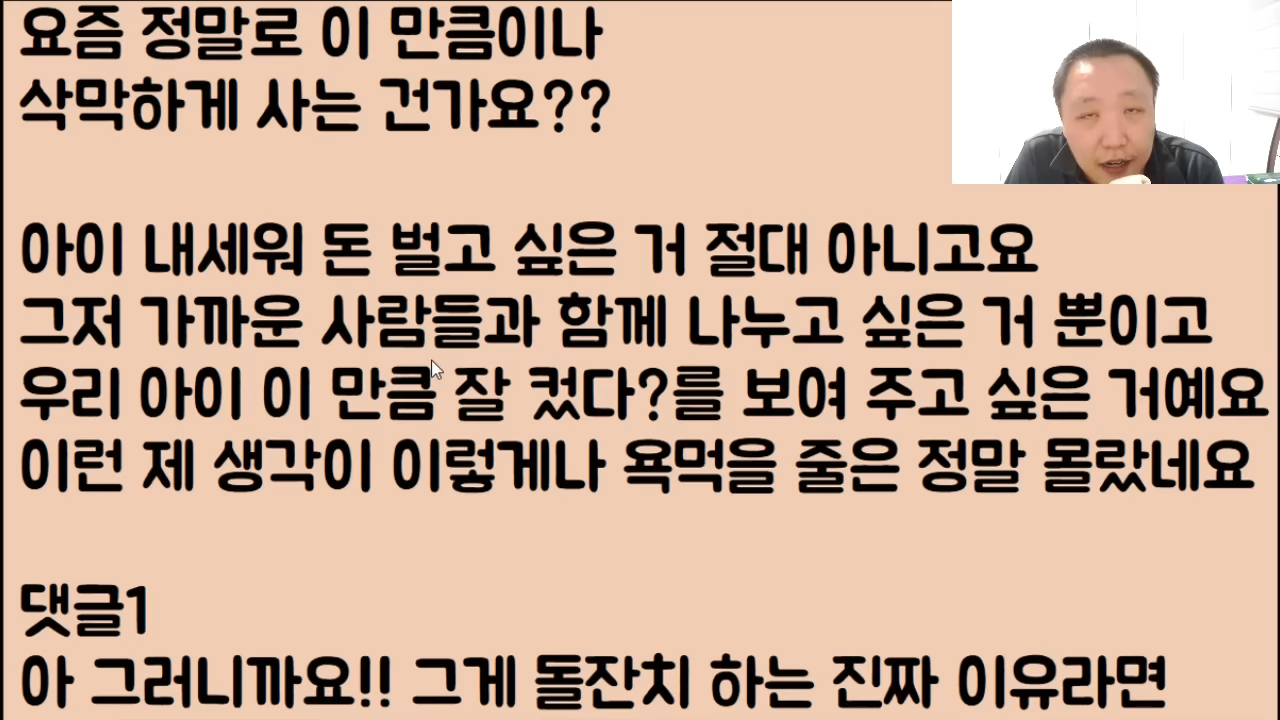 요즘 정말로 이 만큼이나
삭막하게 사는 건가요??
아이 내세워 돈 벌고 싶은 거 절대 아니고요
그저 가까운 사람들과 함께 나누고 싶은 거 뿐이고
우리 아이 이 만큼 잘 컸다?를 보여 주고 싶은 거예요
이런 제 생각이 이렇게나 욕먹을 줄은 정말 몰랐네요
댓글1
아 그러니까요!! 그게 돌잔치 하는 진짜 이유라면